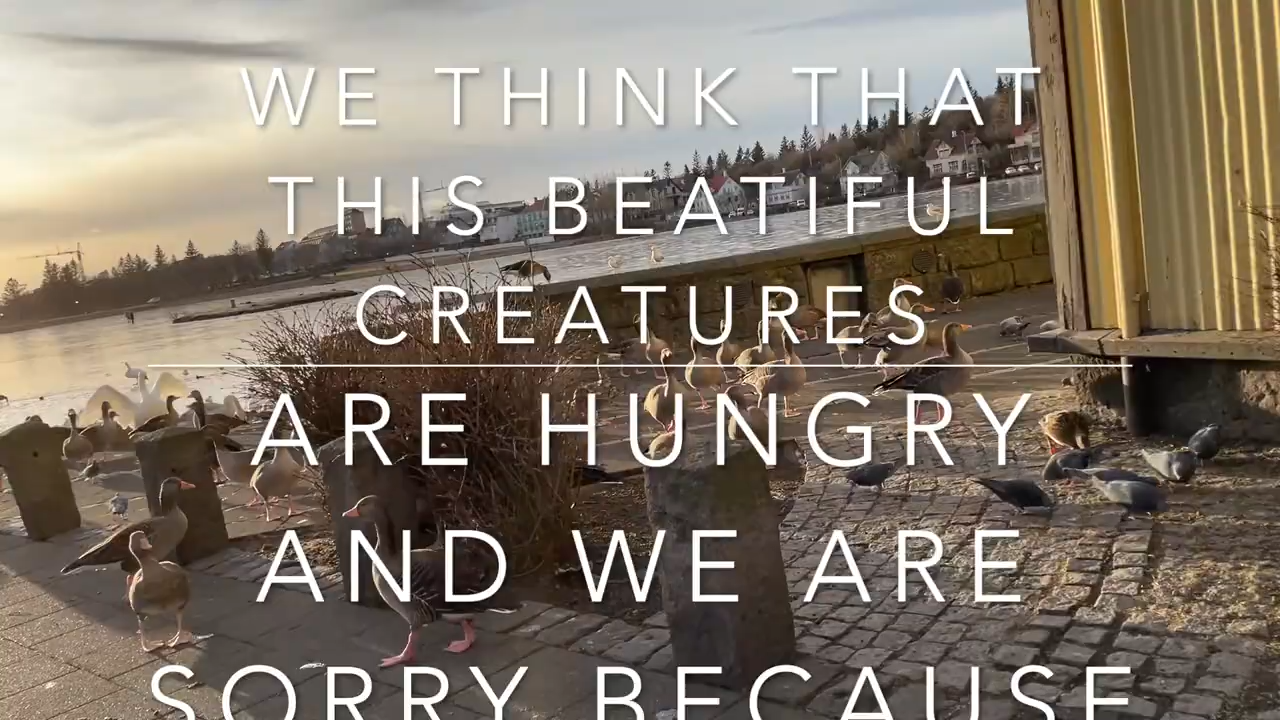 WE THINK THAT
THIS BEATIFUL
CREATURES
ARE HUNGRY
AND WE ARE
SORRY BECAUSE